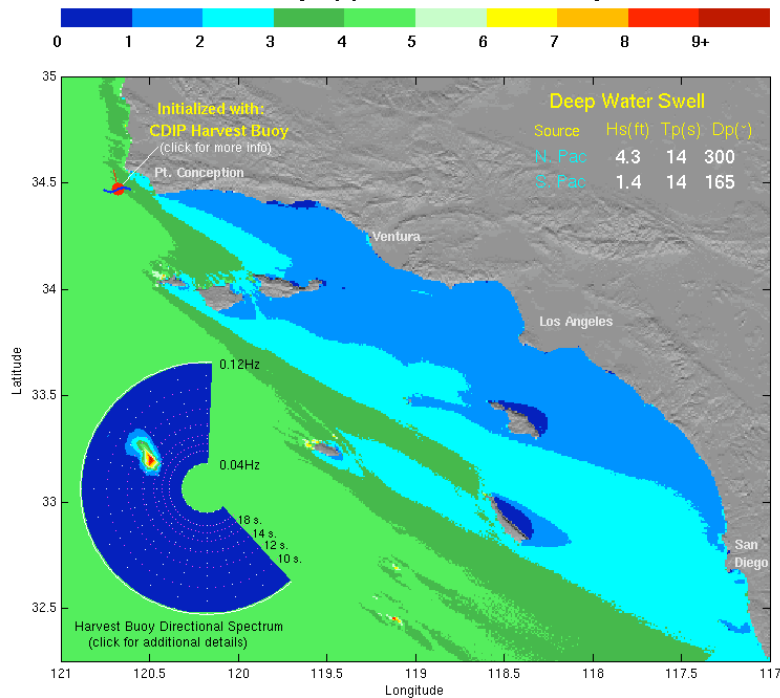 0 1 2 3 4 5 6 7 8 9+
35
34.5
34
33.5
33
32.5
Latitude
121 120.5 120 119.5 119 118.5 118 117.5 117
Longitude
Initialized with:
CDIP Harvest Buoy
(click for more info)
Pt. Conception
Deep Water Swell
Source Hs(ft) Tp(s) Dp(-)
N. Pac 4.3 14 300
S. Pac 1.4 14 165
Ventura
Los Angeles
San
Diego
0.12Hz
0.04Hz
18 s.
14 s.
12 s.
10 s.
Harvest Buoy Directional Spectrum
(click for additional details)